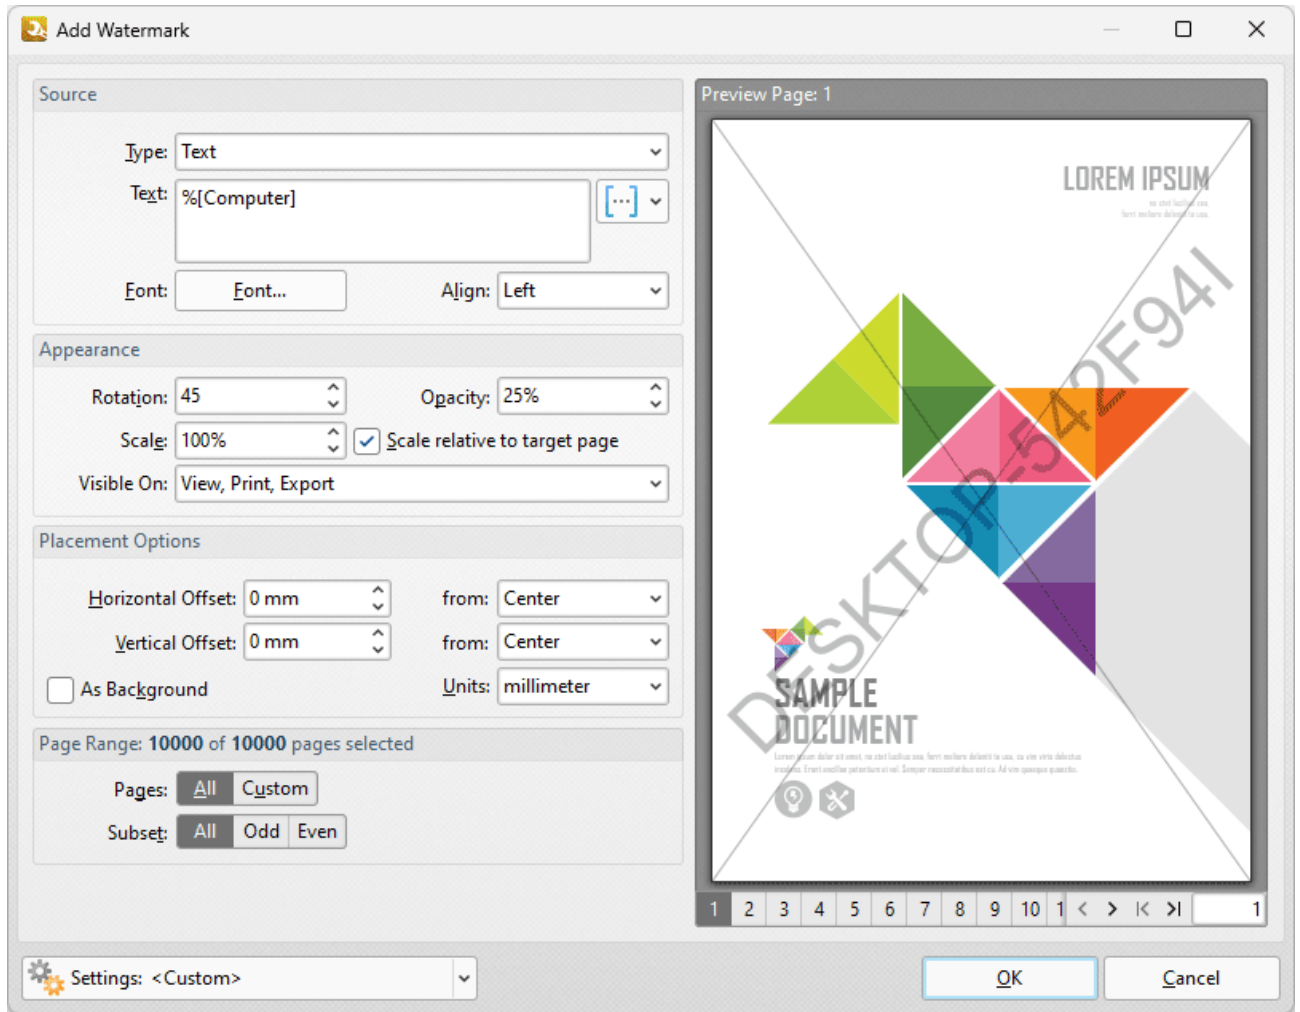 Add Watermark
Source
Type: Text
Text: %[Computer]
Font: Font... Align: Left
Appearance
Rotation: 45 Opacity: 25%
Scale: 100% Scale relative to target page
Visible On: View, Print, Export
Placement Options
Horizontal Offset: 0 mm from: Center
Vertical Offset: 0 mm from: Center
As Background Units: millimeter
Page Range: 10000 of 10000 pages selected
Pages: All Custom
Subset: All Odd Even
Preview Page: 1
LOREM IPSUM
DESKTOP-542F94I
SAMPLE
DOCUMENT
1 2 3 4 5 6 7 8 9 10 1 1
Settings: <Custom>
OK Cancel